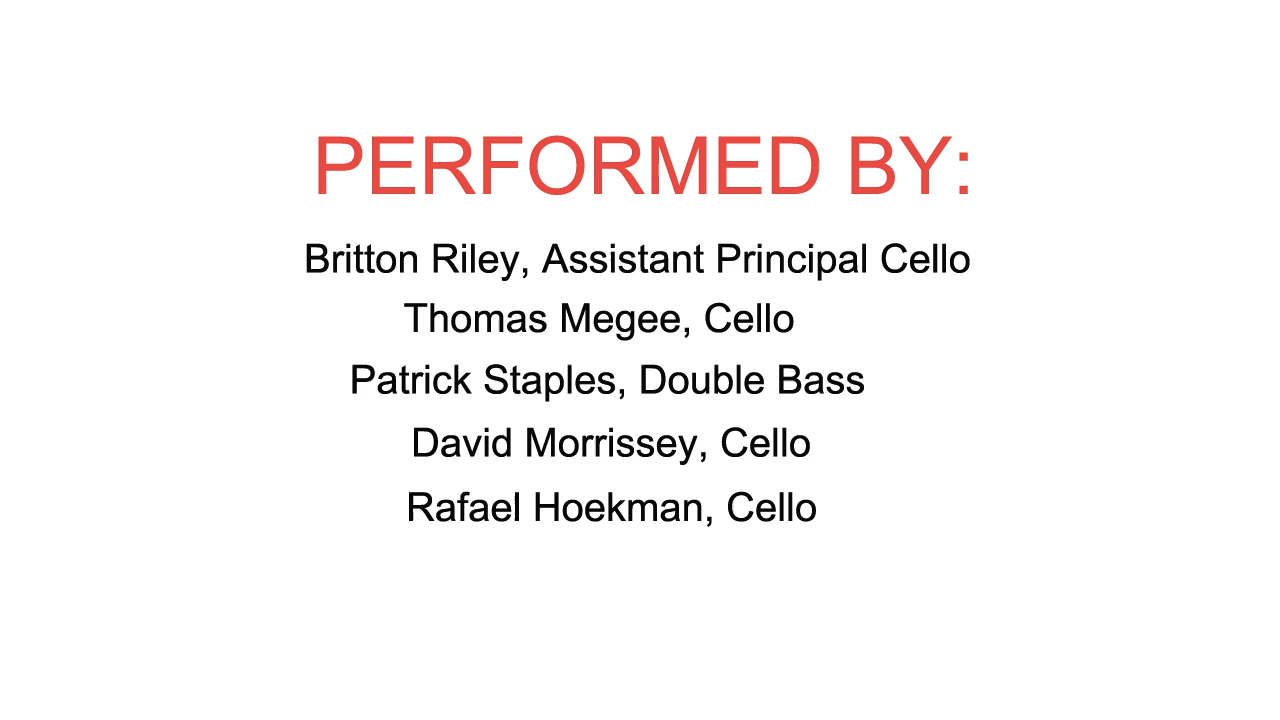 PERFORMED BY:
Britton Riley, Assistant Principal Cello
Thomas Megee, Cello
Patrick Staples, Double Bass
David Morrissey, Cello
Rafael Hoekman, Cello